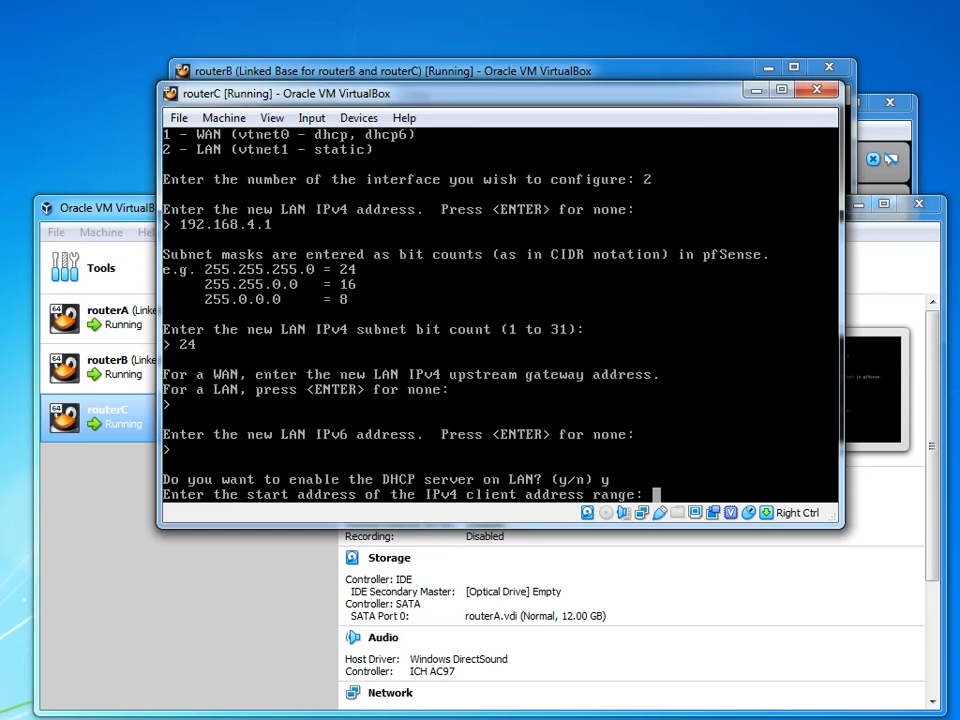 routerB (Linked Base for routerB and routerC) [Running] - Oracle VM VirtualBox
routerC [Running] - Oracle VM VirtualBox
File Machine View Input Devices Help
1 - WAN (vtnet0 - dhcp, dhcp6)
2 - LAN (vtnet1 - static)
Enter the number of the interface you wish to configure: 2
Enter the new LAN IPv4 address. Press <ENTER> for none:
> 192.168.4.1
Subnet masks are entered as bit counts (as in CIDR notation) in pfSense.
e.g. 255.255.255.0 = 24
255.255.0.0 = 16
255.0.0.0 = 8
Enter the new LAN IPv4 subnet bit count (1 to 31):
> 24
For a WAN, enter the new LAN IPv4 upstream gateway address.
For a LAN, press <ENTER> for none:
>
Enter the new LAN IPv6 address. Press <ENTER> for none:
>
Do you want to enable the DHCP server on LAN? (y/n) y
Enter the start address of the IPv4 client address range:
Right Ctrl
Oracle VM VirtualB
File Machine He
Tools
64
routerA (Linke
Running
64
routerB (Linke
Running
64
routerC
Running
Recording: Disabled
Storage
Controller: IDE
IDE Secondary Master: [Optical Drive] Empty
Controller: SATA
SATA Port 0: routerA.vdi (Normal, 12.00 GB)
Audio
Host Driver: Windows DirectSound
Controller: ICH AC97
Network